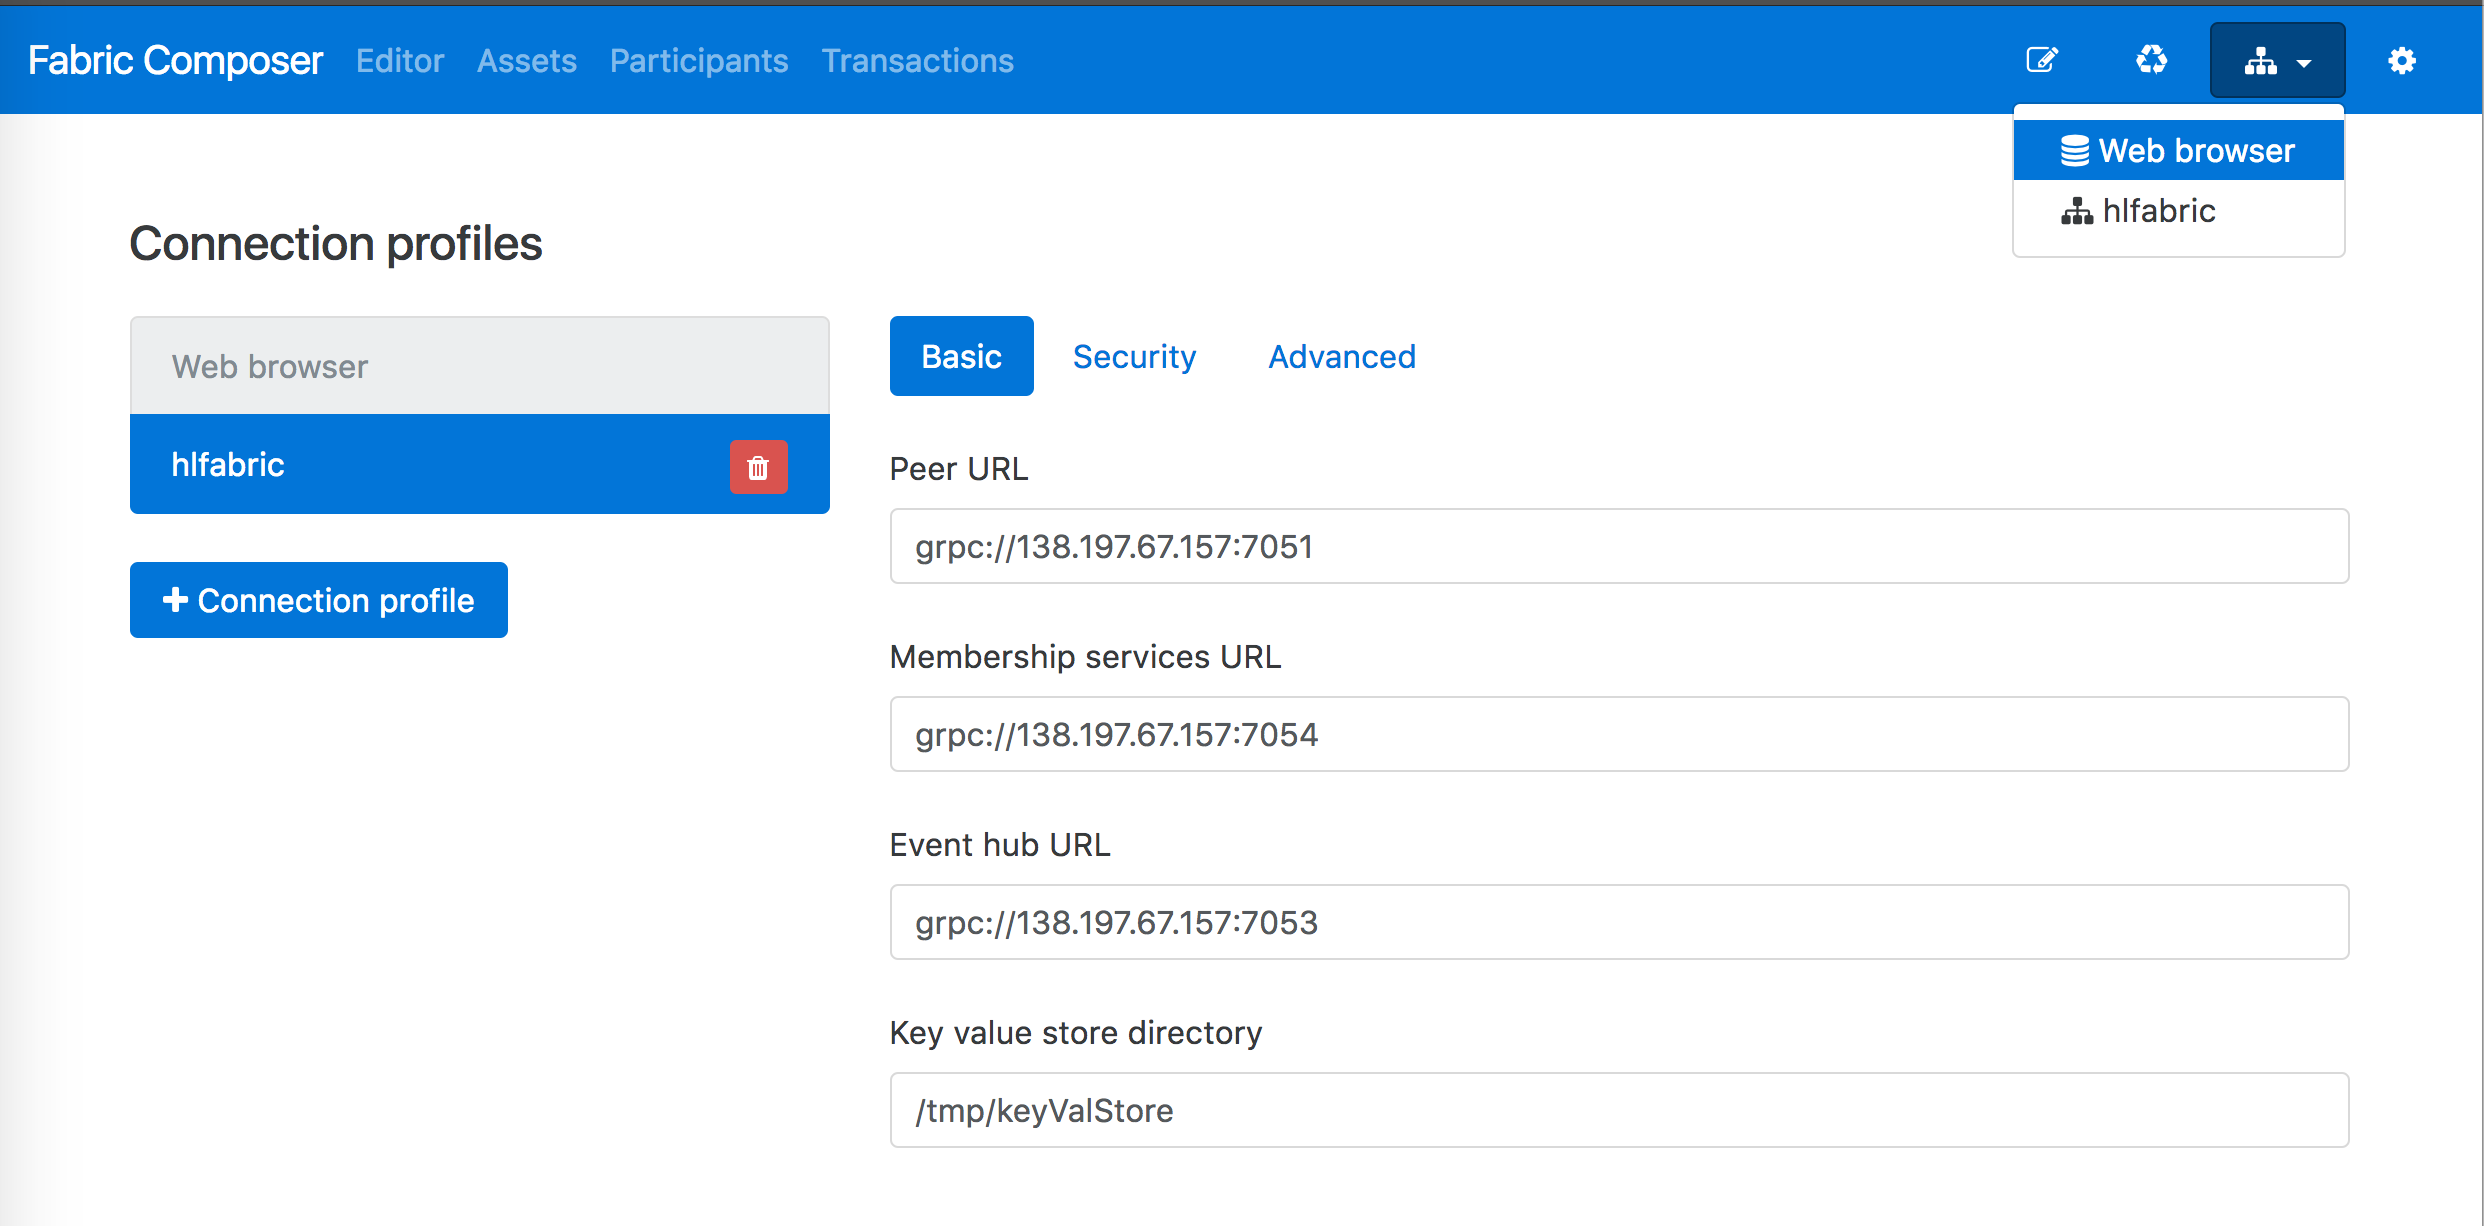 Fabric Composer Editor Assets Participants Transactions
Web browser
hlfabric
Connection profiles
Web browser
hlfabric
Connection profile
Basic Security Advanced
Peer URL
grpc://138.197.67.157:7051
Membership services URL
grpc://138.197.67.157:7054
Event hub URL
grpc://138.197.67.157:7053
Key value store directory
/tmp/keyValStore